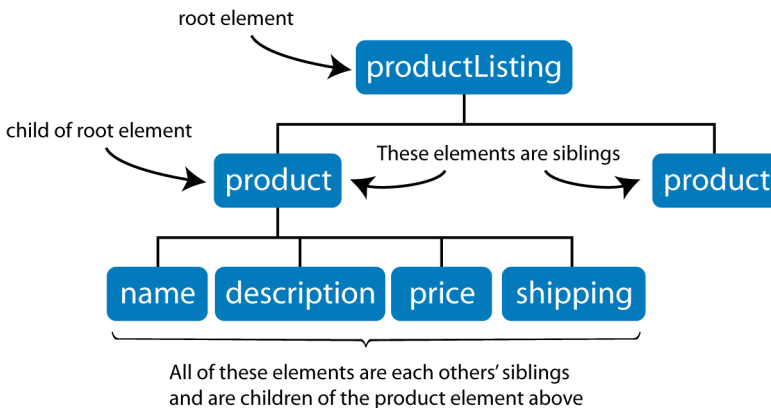 root element
productListing
child of root element
These elements are siblings
product
product
name
description
price
shipping
All of these elements are each others' siblings
and are children of the product element above